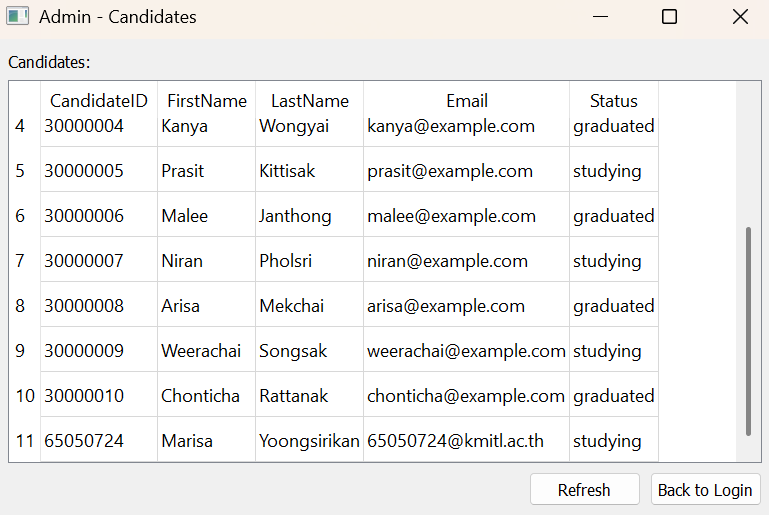 Admin - Candidates
Candidates:
CandidateID FirstName LastName Email Status
4 30000004 Kanya Wongyai kanya@example.com graduated
5 30000005 Prasit Kittisak prasit@example.com studying
6 30000006 Malee Janthong malee@example.com graduated
7 30000007 Niran Pholsri niran@example.com studying
8 30000008 Arisa Mekchai arisa@example.com graduated
9 30000009 Weerachai Songsak weerachai@example.com studying
10 30000010 Chonticha Rattanak chonticha@example.com graduated
11 65050724 Marisa Yoongsirikan 65050724@kmitl.ac.th studying
Refresh Back to Login